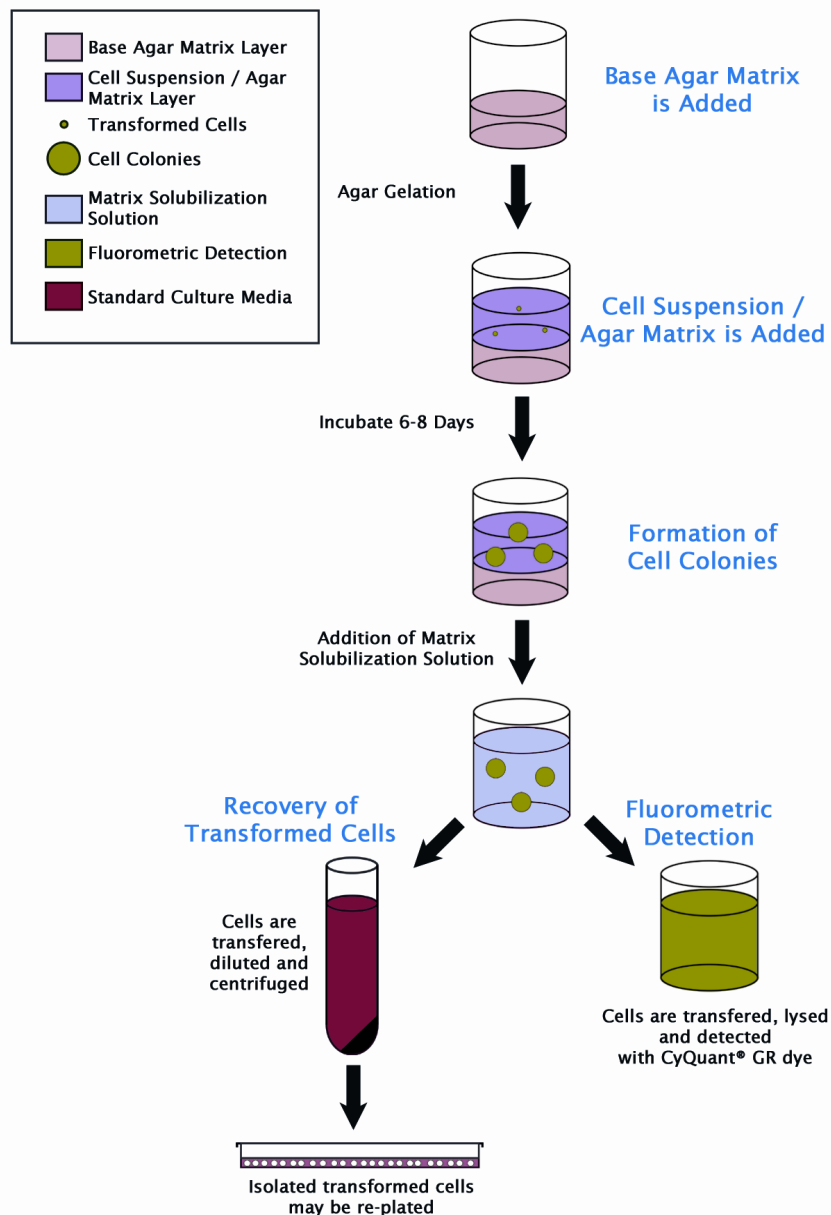 Base Agar Matrix Layer
Cell Suspension / Agar
Matrix Layer
Transformed Cells
Cell Colonies
Matrix Solubilization
Solution
Fluorometric Detection
Standard Culture Media
Base Agar Matrix
is Added
Agar Gelation
Cell Suspension /
Agar Matrix is Added
Incubate 6-8 Days
Formation of
Cell Colonies
Addition of Matrix
Solubilization Solution
Recovery of
Transformed Cells
Fluorometric
Detection
Cells are
transfered,
diluted and
centrifuged
Cells are transfered, lysed
and detected
with CyQuant® GR dye
Isolated transformed cells
may be re-plated